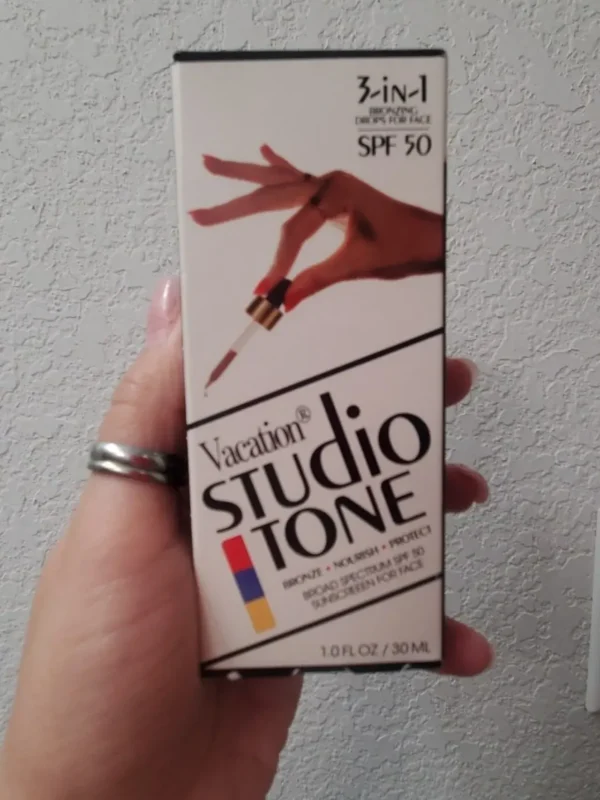 3-iN-1
BRONZING
DROPS FOR FACE
SPF 50
Vacation®
STUdio
TONE
BRONZE • NOURISH • PROTECT
BROAD SPECTRUM SPF 50
SUNSCREEN FOR FACE
1.0 FL OZ / 30 ML